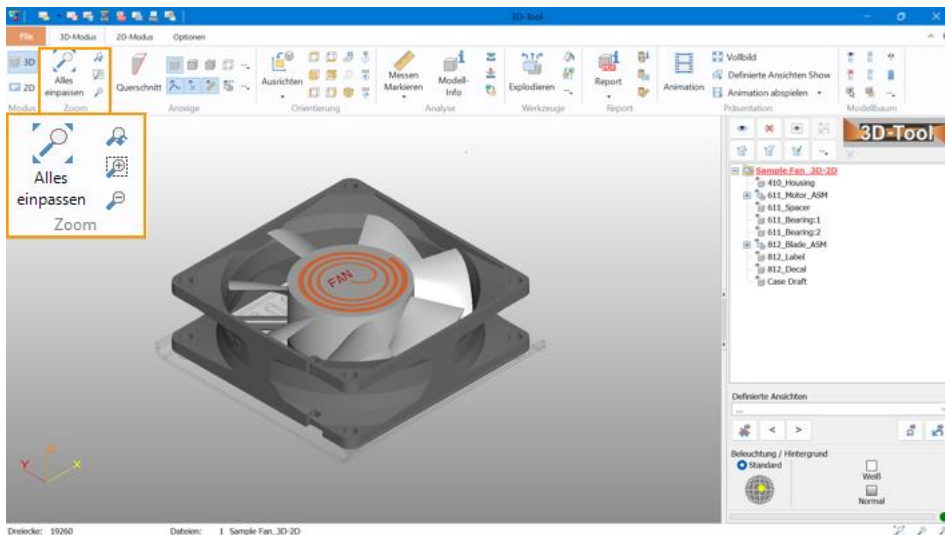 3D-Tool
File 3D-Modus 2D-Modus Optionen
3D
2D
Modus
Alles
einpassen
Zoom
Querschnitt
Anzeige
Ausrichten
Orientierung
Messen
Markieren
Modell-
Info
Analyse
Explodieren
Werkzeuge
Report
Report
Animation
Vollbild
Definierte Ansichten Show
Animation abspielen
Präsentation
Modellbaum
Alles
einpassen
Zoom
3D-Tool
Sample Fan_3D-2D
410_Housing
611_Motor_ASM
611_Spacer
611_Bearing:1
611_Bearing:2
812_Blade_ASM
812_Label
812_Decal
Case Draft
FAN
Definierte Ansichten
...
< >
Beleuchtung / Hintergrund
Standard
Weiß
Normal
Y X
Dreiecke: 19260 Dateien: 1 Sample Fan_3D-2D